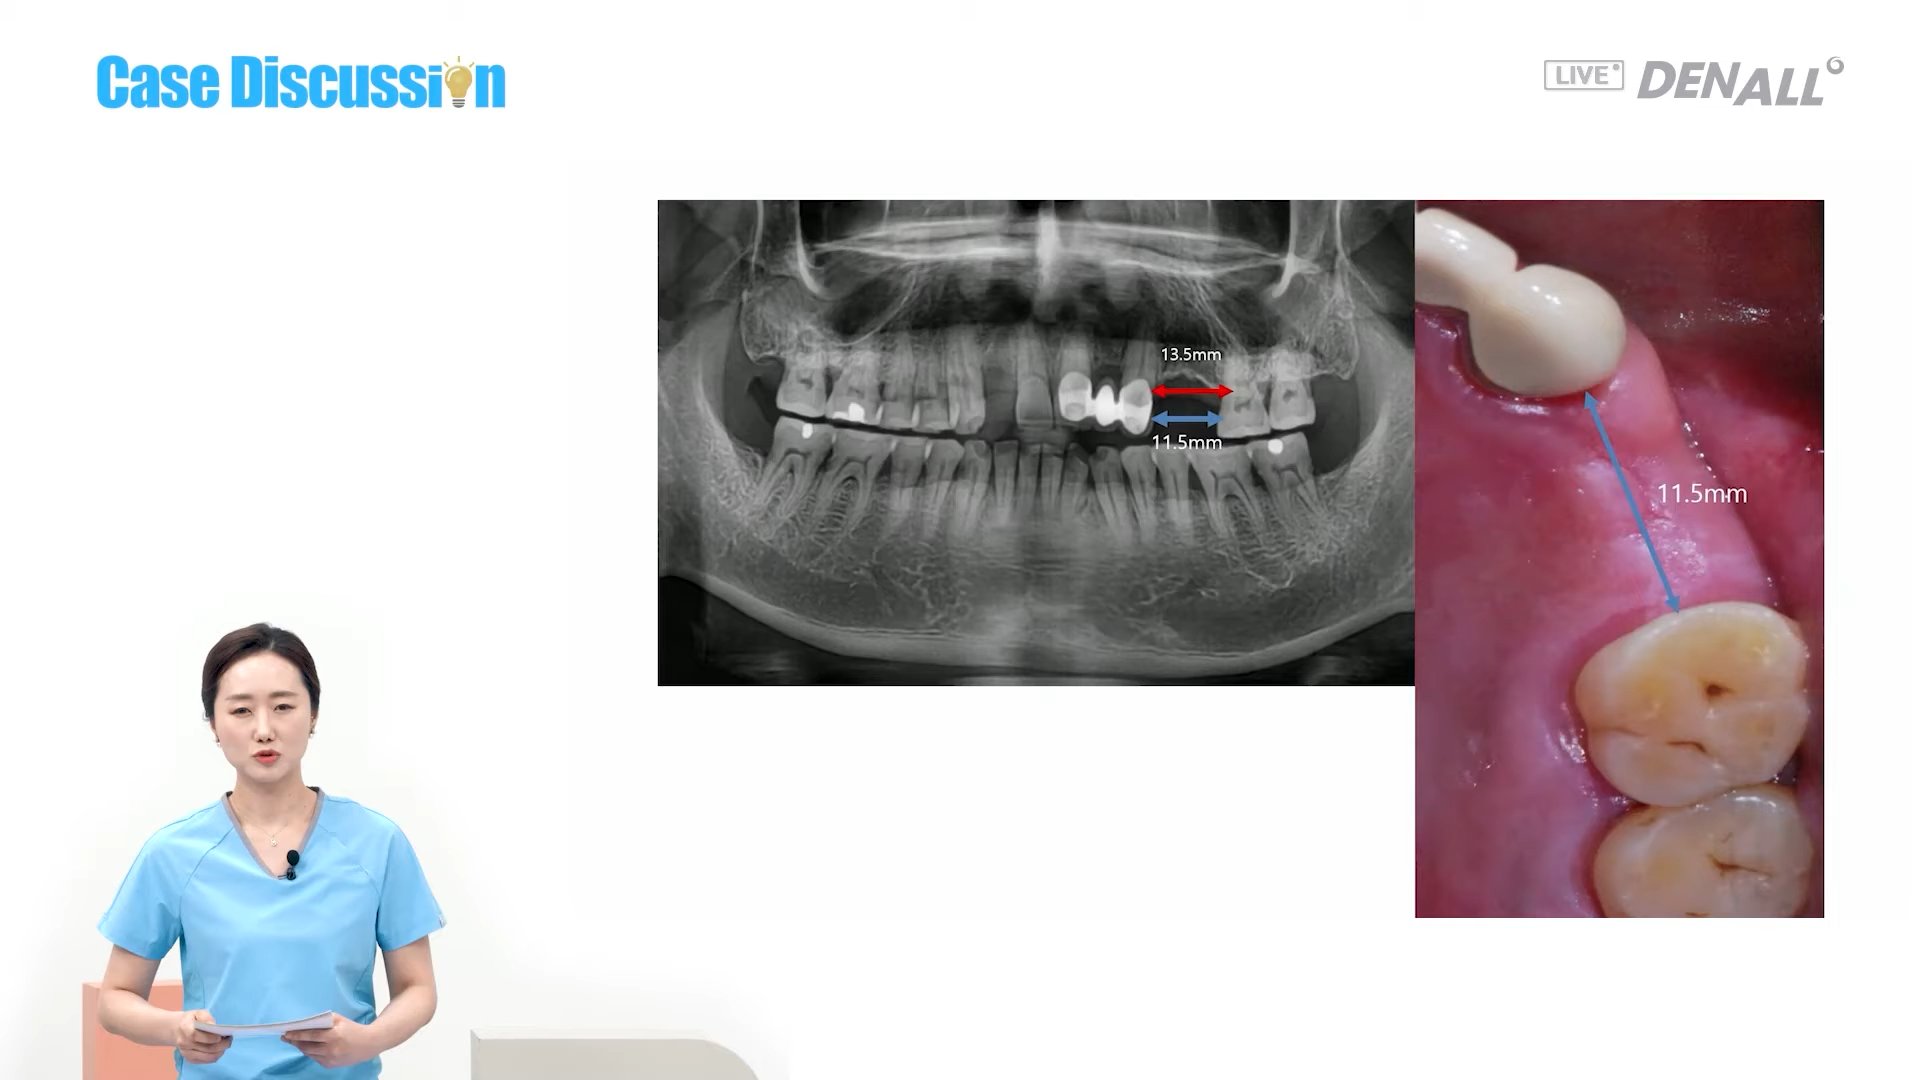 Case Discussion
LIVE
DENALL
13.5mm
11.5mm
11.5mm